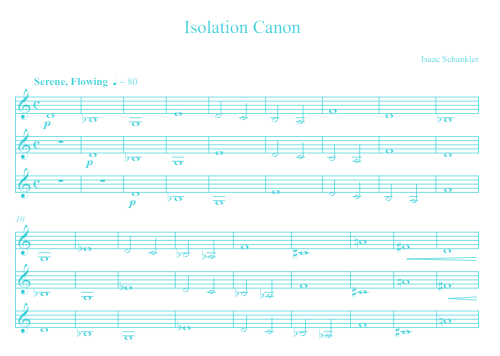 Isolation Canon
Isaac Schankler
Serene, Flowing ♩ = 80
p
p
p
10